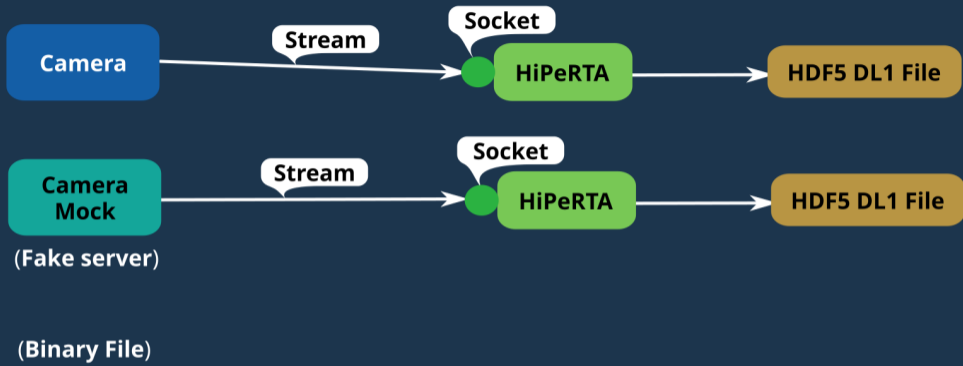 Socket
Stream
Camera
HiPeRTA
HDF5 DL1 File
Socket
Stream
Camera
Mock
HiPeRTA
HDF5 DL1 File
(Fake server)
(Binary File)